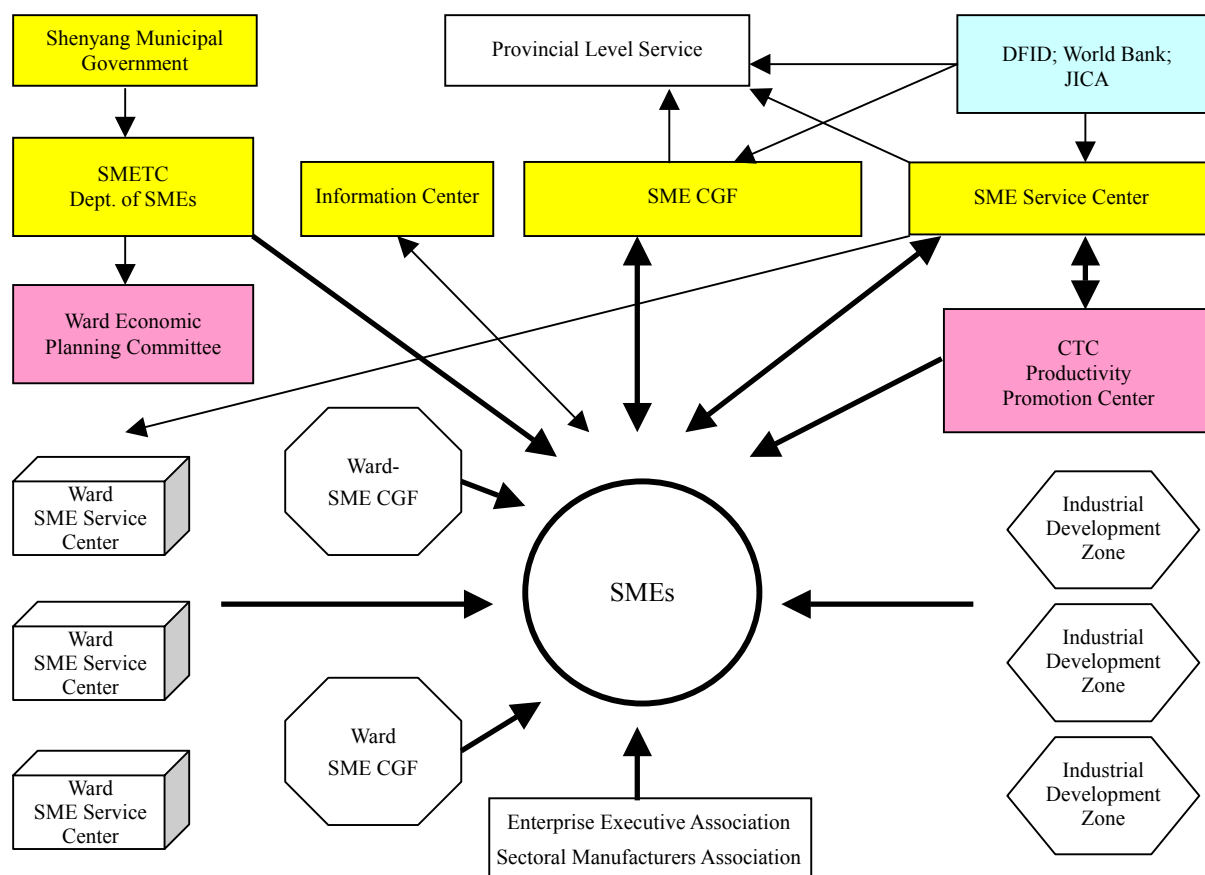 Shenyang Municipal
Government
Provincial Level Service
DFID; World Bank;
JICA
SMETC
Dept. of SMEs
Information Center
SME CGF
SME Service Center
Ward Economic
Planning Committee
CTC
Productivity
Promotion Center
Ward
SME Service
Center
Ward-
SME CGF
Industrial
Development
Zone
SMEs
Ward
SME Service
Center
Industrial
Development
Zone
Ward
SME CGF
Ward
SME Service
Center
Industrial
Development
Zone
Enterprise Executive Association
Sectoral Manufacturers Association